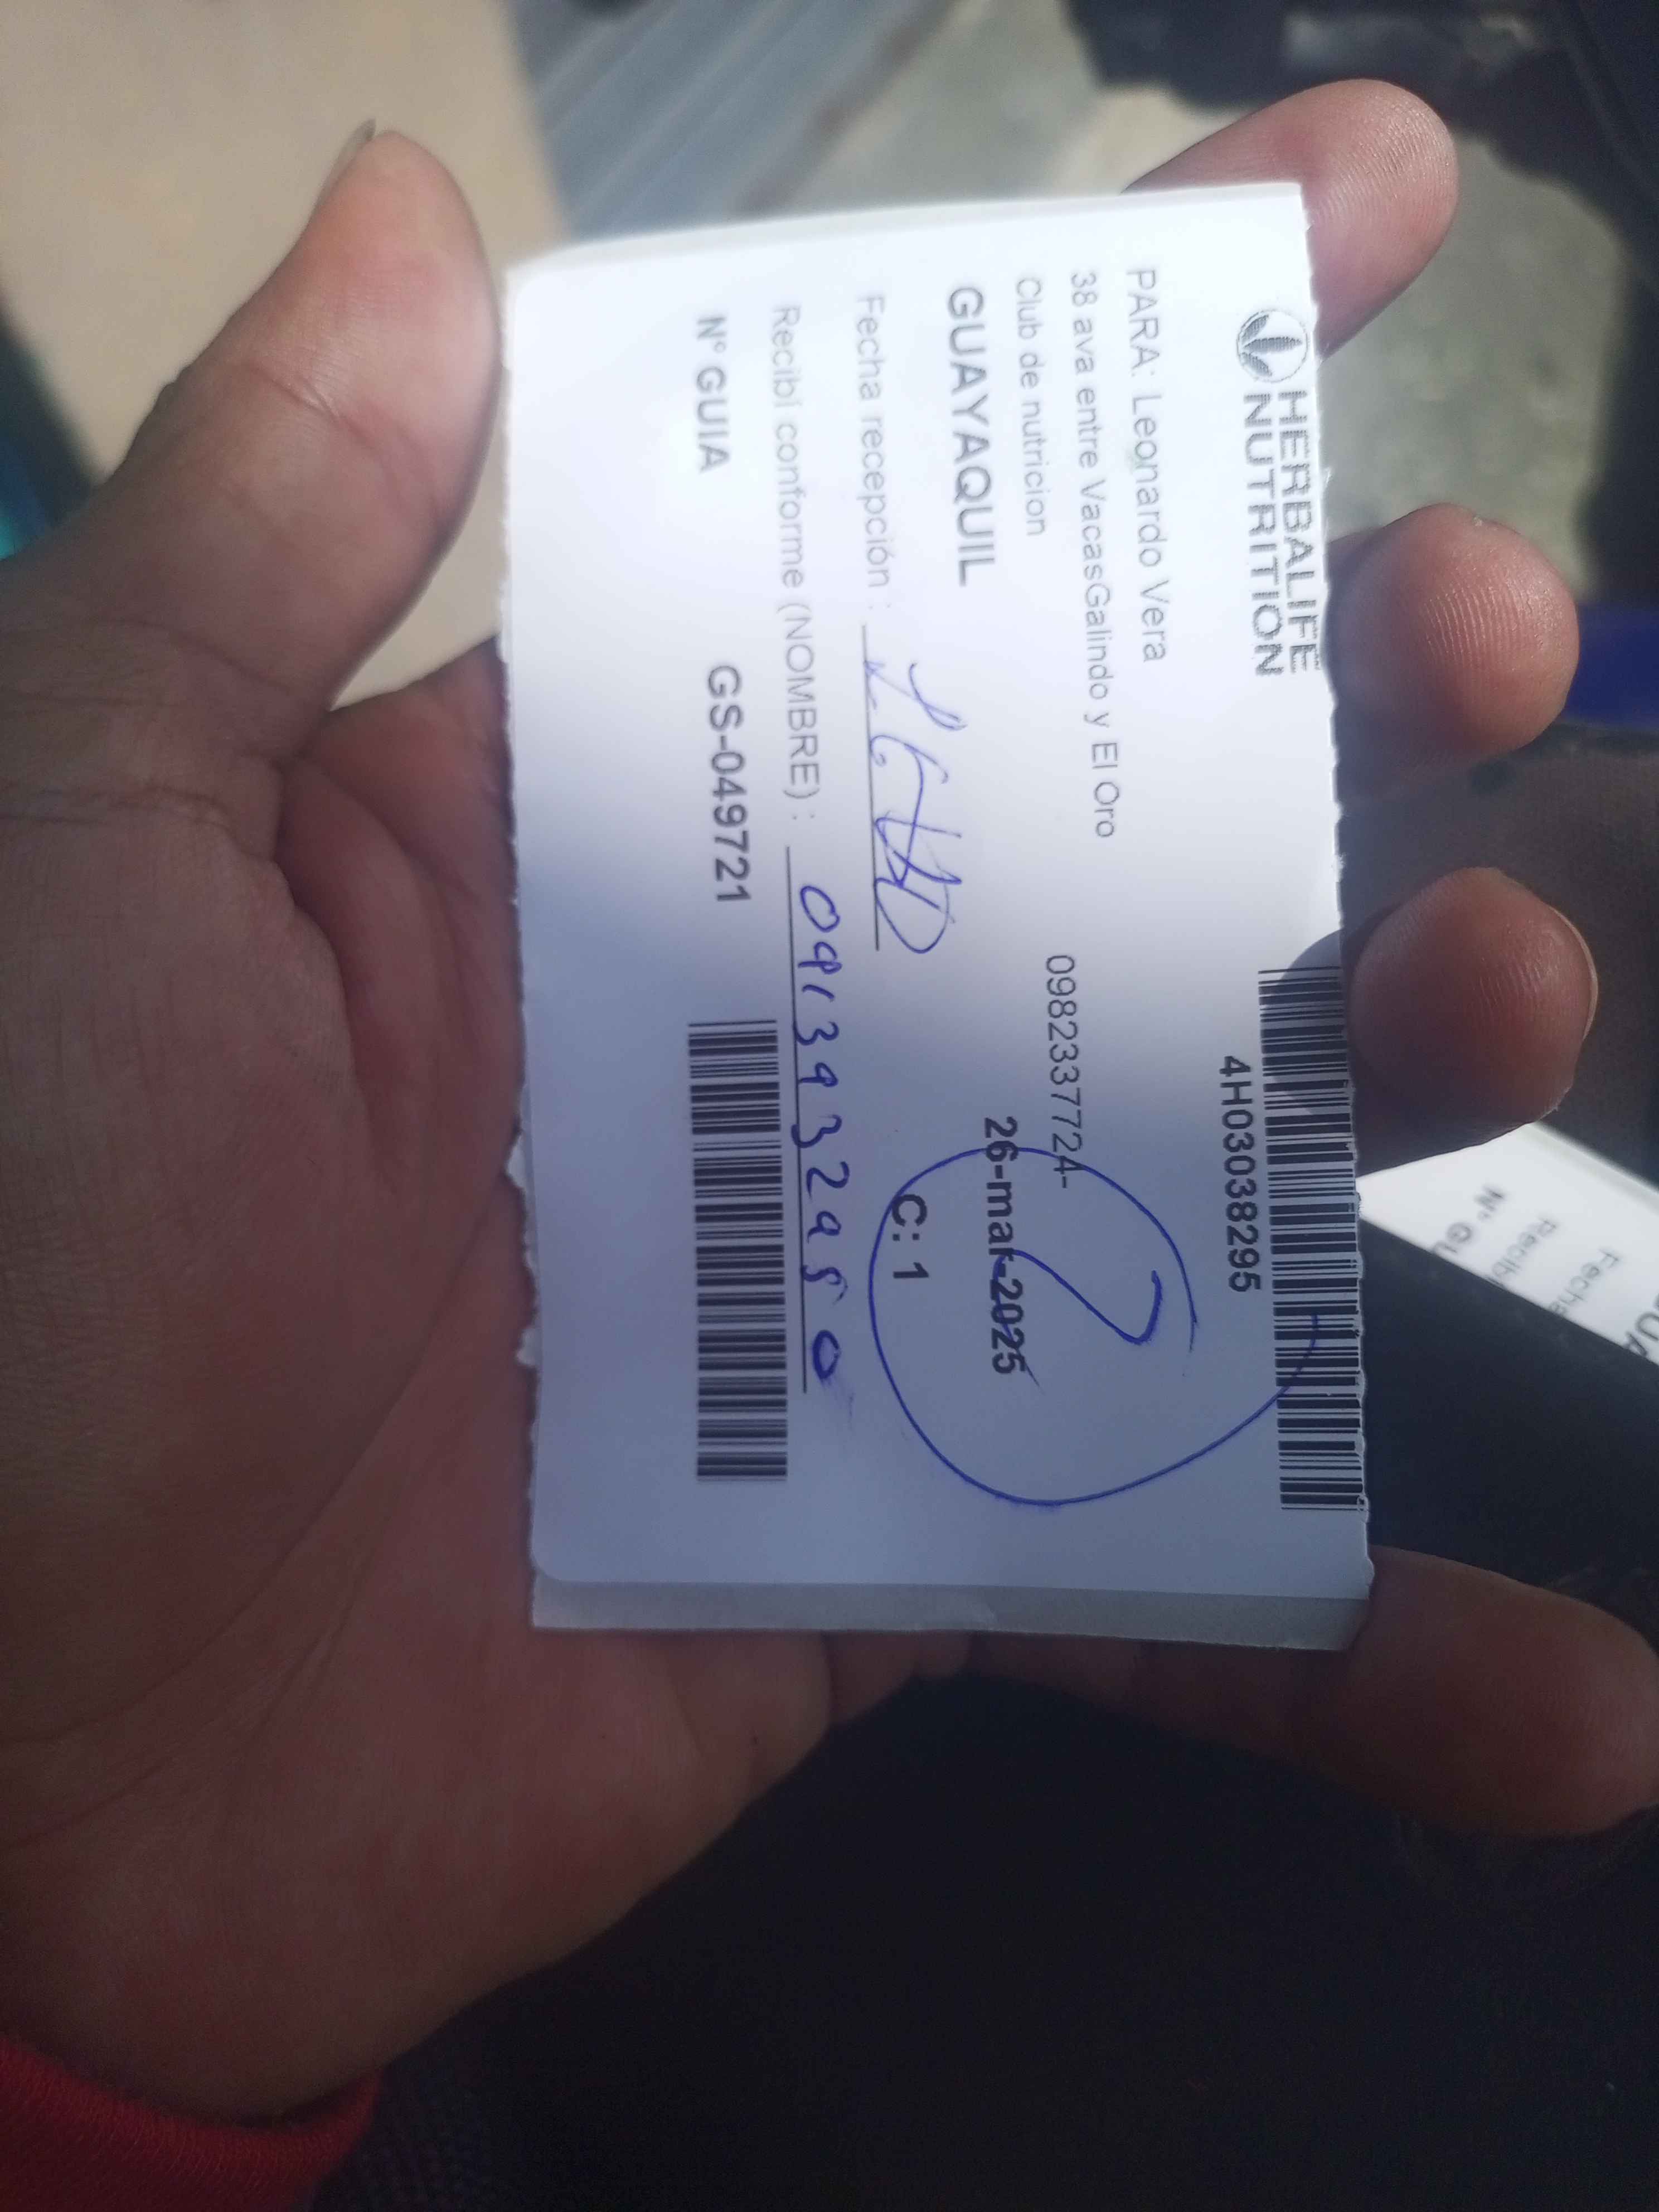 HERBALIFE
NUTRITION
4H03038295
PARA: Leonardo Vera
38 ava entre VacasGalindo y El Oro
0982337724-
Club de nutricion
26-mar-2025
GUAYAQUIL
C: 1
Fecha recepción :
Recibí conforme (NOMBRE) : 0913932950
N° GUIA GS-049721